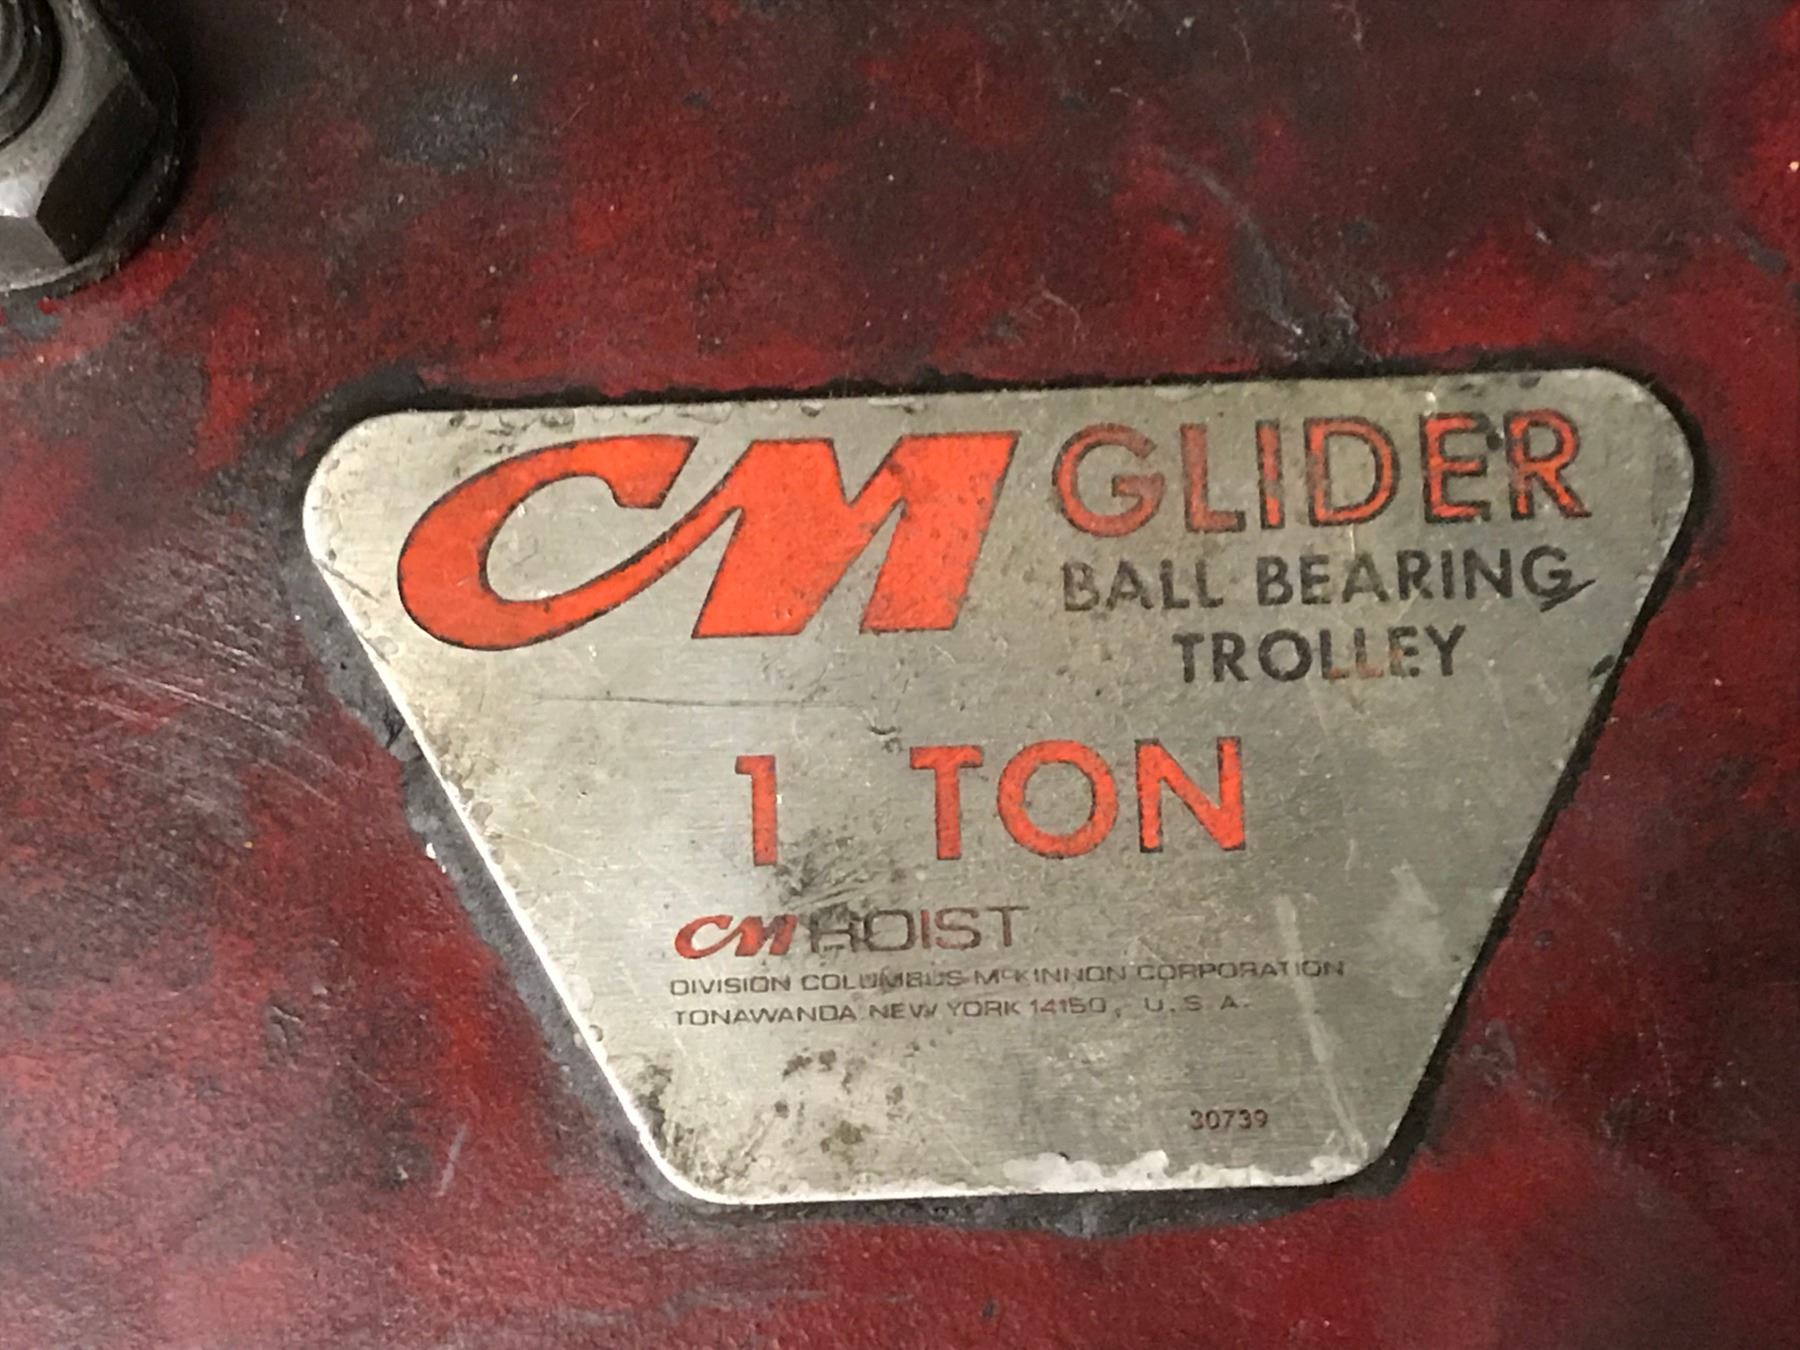 CM GLIDER
BALL BEARING
TROLLEY
1 TON
CM HOIST
DIVISION COLUMBUS McKINNON CORPORATION
TONAWANDA NEW YORK 14150, U.S.A.
30739